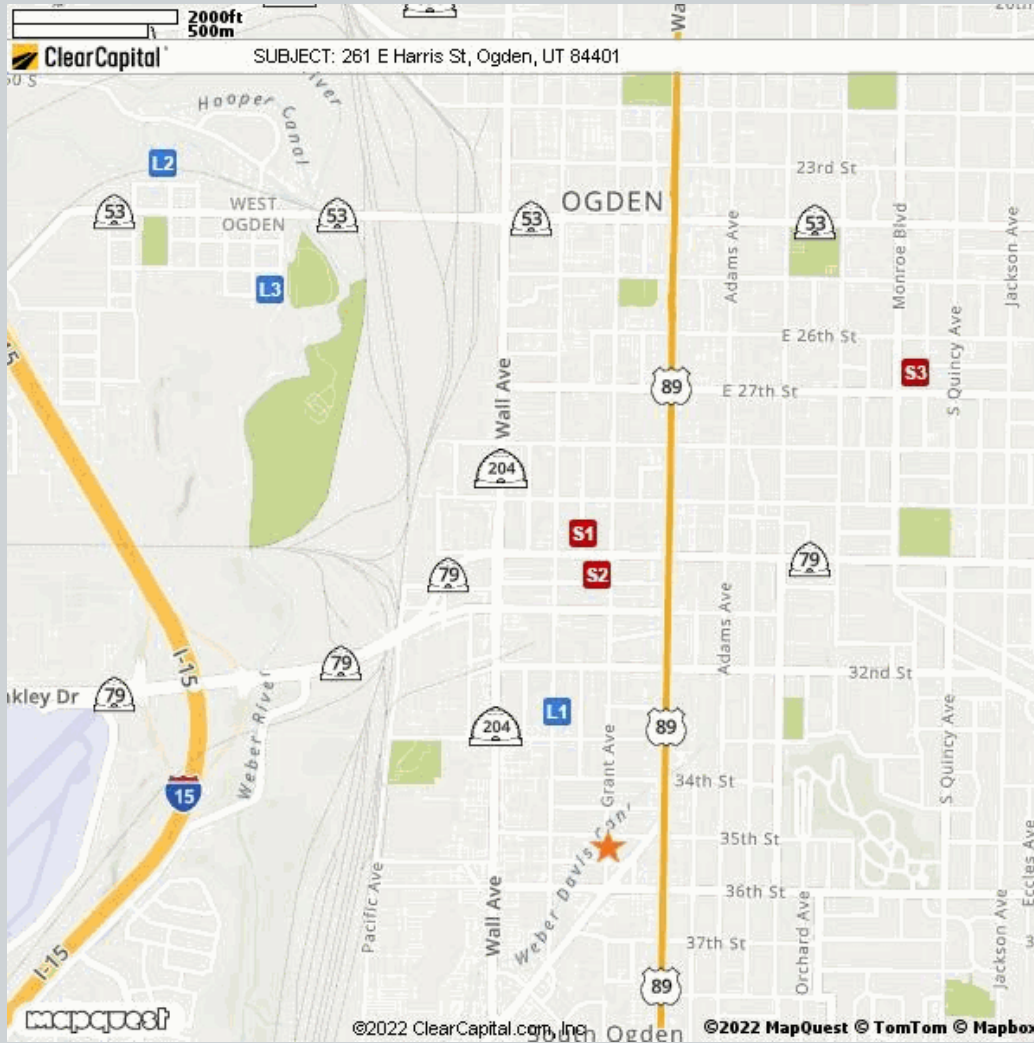 2000ft
500m
ClearCapital
SUBJECT: 261 E Harris St, Ogden, UT 84401
Hooper Canal
L2
23rd St
OGDEN
53
WEST
OGDEN
53
53
53
Adams Ave
Monroe Blvd
Jackson Ave
L3
E 26th St
S Quincy Ave
Wall Ave
89
E 27th St
S3
204
S1
79
S2
79
Adams Ave
I-15
79
32nd St
79
Weber River
L1
204
89
Grant Ave
S Quincy Ave
15
34th St
35th St
Weber Davis Can
Eccles Ave
36th St
Pacific Ave
Wall Ave
Orchard Ave
Jackson Ave
37th St
I-15
89
mapquest
©2022 ClearCapital.com, Inc.
South Ogden
©2022 MapQuest © TomTom © Mapbox